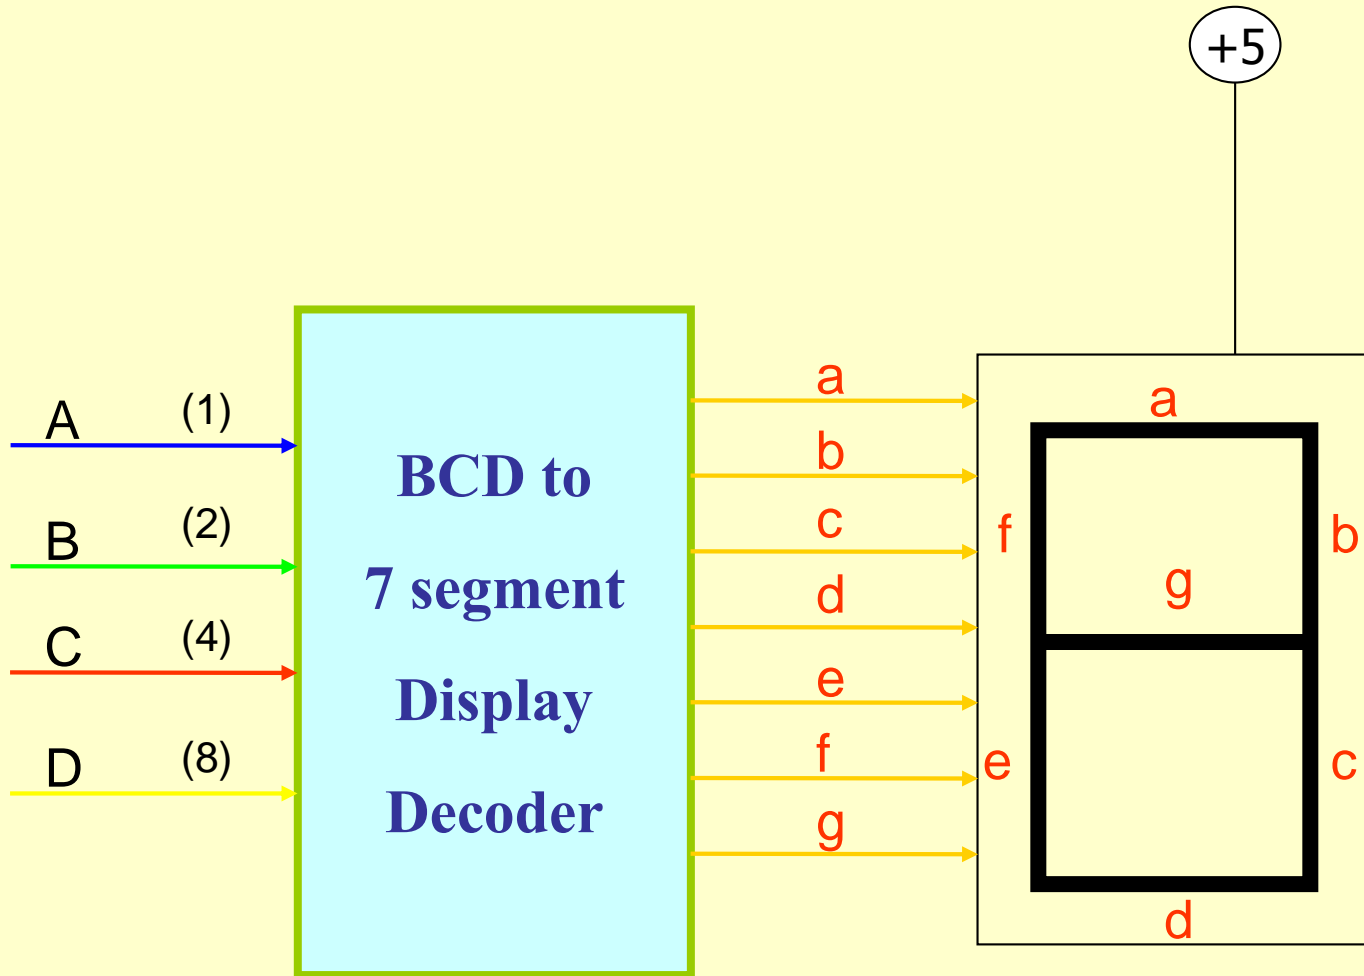 +5
A (1)
B (2)
C (4)
D (8)
BCD to
7 segment
Display
Decoder
a
b
c
d
e
f
g
a
f
b
g
e
c
d